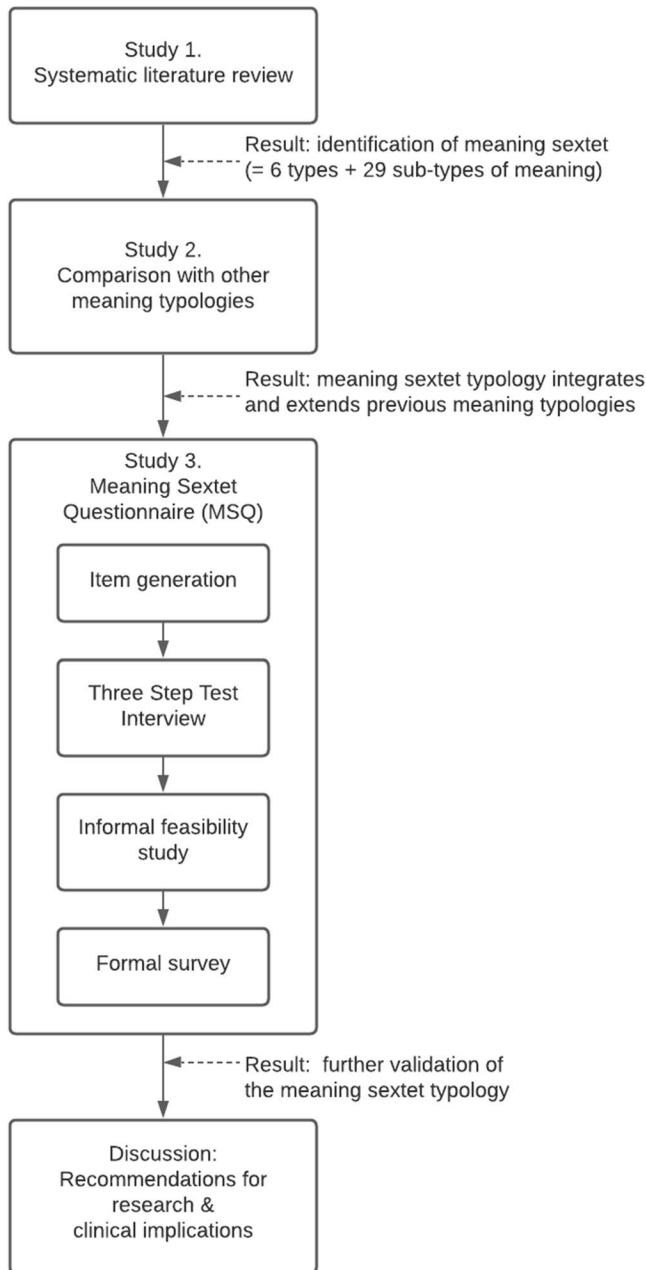 Study 1.
Systematic literature review
Result: identification of meaning sextet
(= 6 types + 29 sub-types of meaning)
Study 2.
Comparison with other
meaning typologies
Result: meaning sextet typology integrates
and extends previous meaning typologies
Study 3.
Meaning Sextet
Questionnaire (MSQ)
Item generation
Three Step Test
Interview
Informal feasibility
study
Formal survey
Result:  further validation of
the meaning sextet typology
Discussion:
Recommendations for
research &
clinical implications